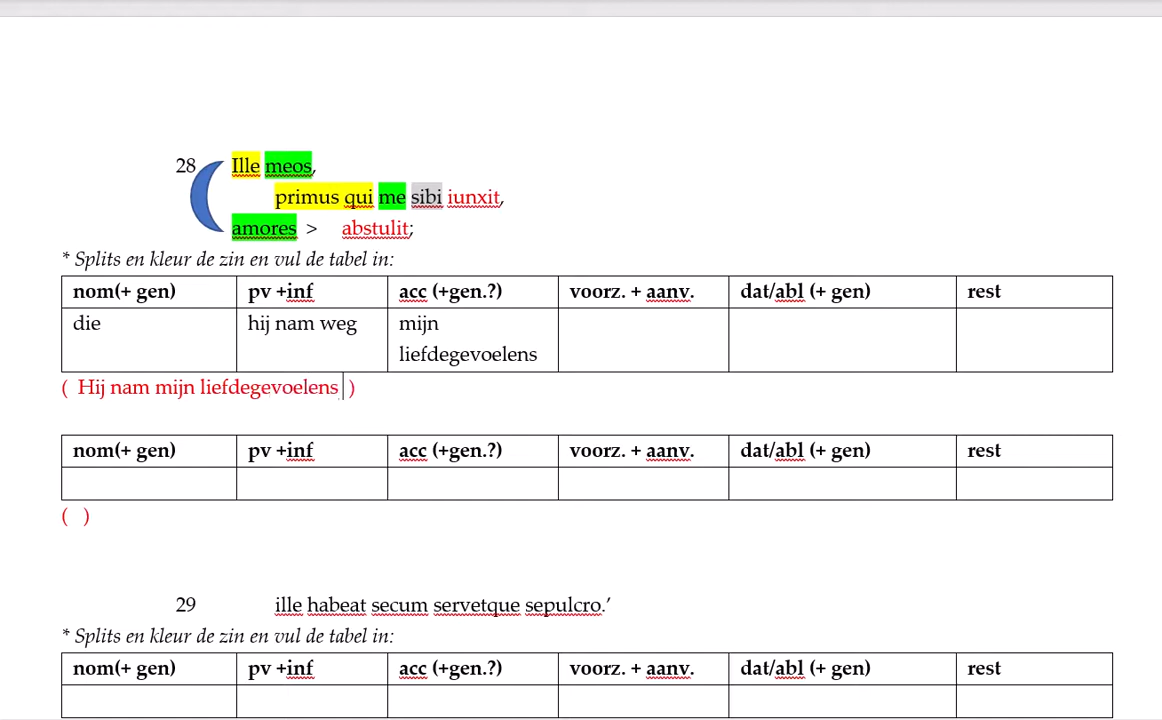 28 Ille meos,
primus qui me sibi iunxit,
amores > abstulit;
* Splits en kleur de zin en vul de tabel in:
nom(+ gen) pv +inf acc (+gen.?) voorz. + aanv. dat/abl (+ gen) rest
die hij nam weg mijn
liefdegevoelens
( Hij nam mijn liefdegevoelens )
nom(+ gen) pv +inf acc (+gen.?) voorz. + aanv. dat/abl (+ gen) rest
( )
29 ille habeat secum servetque sepulcro.’
* Splits en kleur de zin en vul de tabel in:
nom(+ gen) pv +inf acc (+gen.?) voorz. + aanv. dat/abl (+ gen) rest